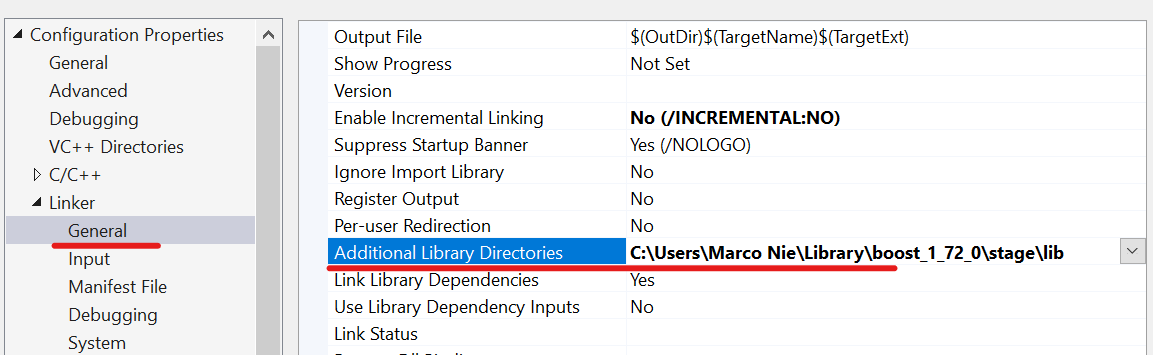 Configuration Properties
General
Advanced
Debugging
VC++ Directories
C/C++
Linker
General
Input
Manifest File
Debugging
System
Output File $(OutDir)$(TargetName)$(TargetExt)
Show Progress Not Set
Version
Enable Incremental Linking No (/INCREMENTAL:NO)
Suppress Startup Banner Yes (/NOLOGO)
Ignore Import Library No
Register Output No
Per-user Redirection No
Additional Library Directories C:\Users\Marco Nie\Library\boost_1_72_0\stage\lib
Link Library Dependencies Yes
Use Library Dependency Inputs No
Link Status